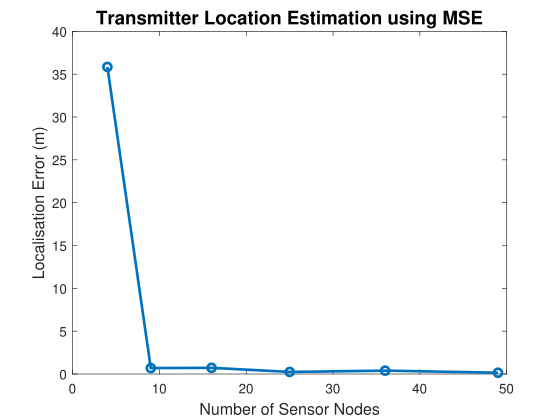 Transmitter Location Estimation using MSE
40
35
30
25
20
15
10
5
0
Localisation Error (m)
0 10 20 30 40 50
Number of Sensor Nodes